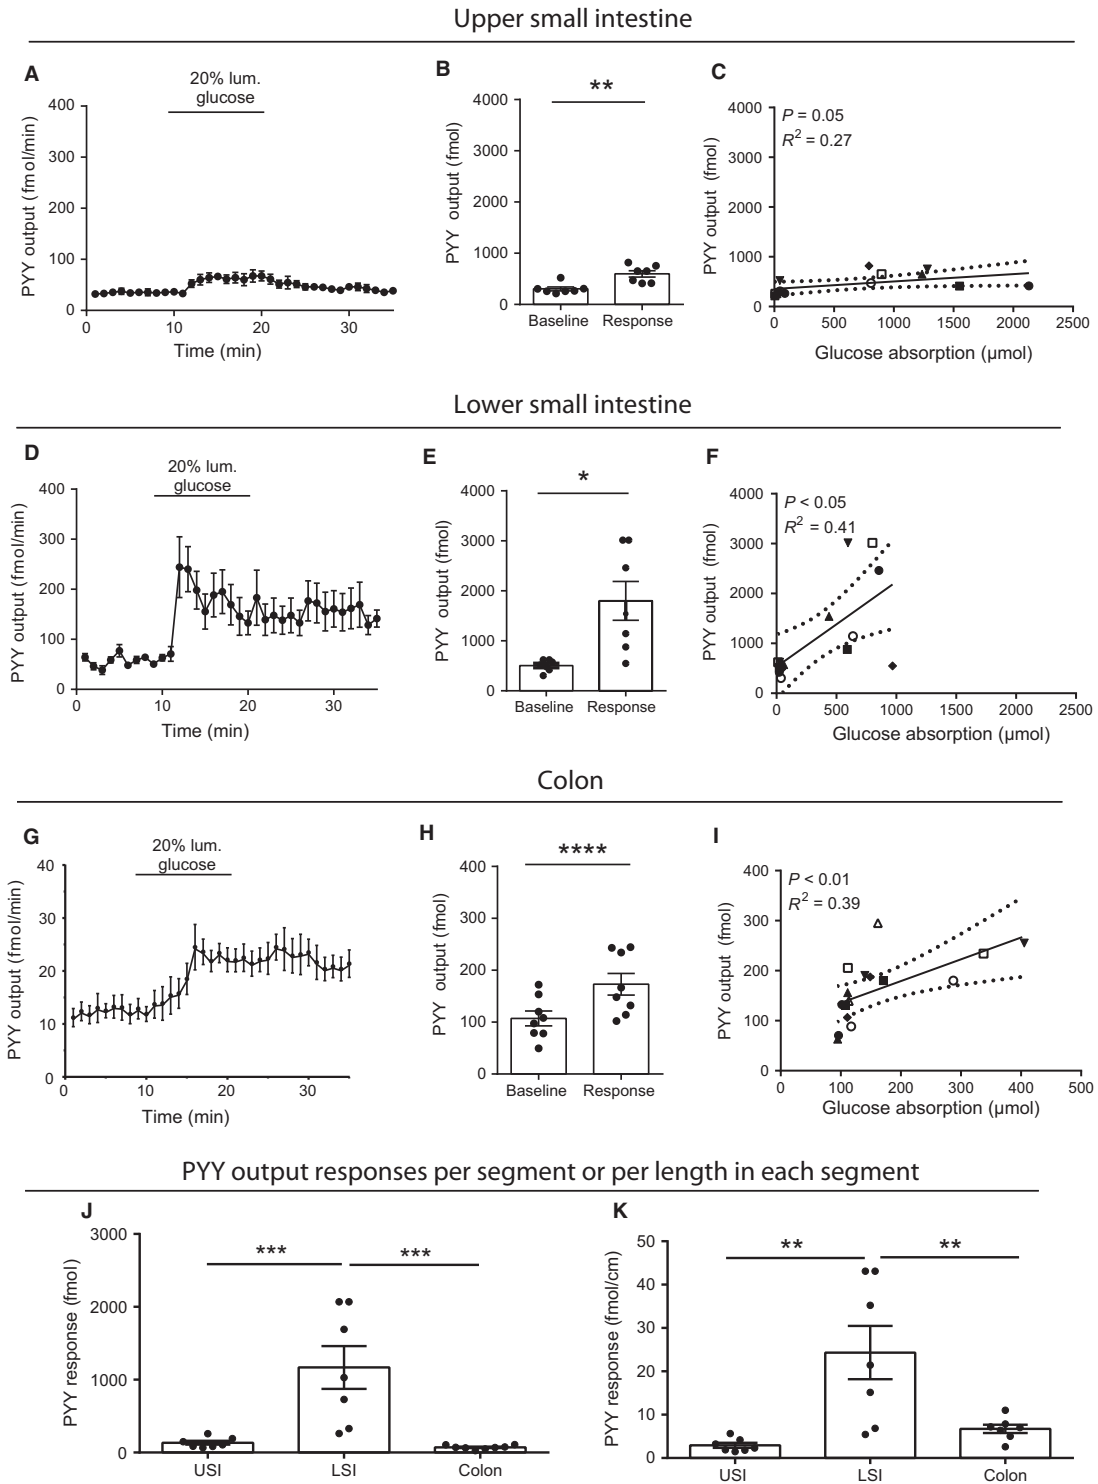 Upper small intestine
A
20% lum.
glucose
PYY output (fmol/min)
400
300
200
100
0
0 10 20 30
Time (min)
B
**
PYY output (fmol)
4000
3000
2000
1000
0
Baseline Response
C
P = 0.05
R² = 0.27
PYY output (fmol)
4000
3000
2000
1000
0
0 500 1000 1500 2000 2500
Glucose absorption (µmol)
Lower small intestine
D
20% lum.
glucose
PYY output (fmol/min)
400
300
200
100
0
0 10 20 30
Time (min)
E
*
PYY output (fmol)
4000
3000
2000
1000
0
Baseline Response
F
P < 0.05
R² = 0.41
PYY output (fmol)
4000
3000
2000
1000
0
0 500 1000 1500 2000 2500
Glucose absorption (µmol)
Colon
G
20% lum.
glucose
PYY output (fmol/min)
40
30
20
10
0
0 10 20 30
Time (min)
H
****
PYY output (fmol)
400
300
200
100
0
Baseline Response
I
P < 0.01
R² = 0.39
PYY output (fmol)
400
300
200
100
0
0 100 200 300 400 500
Glucose absorption (µmol)
PYY output responses per segment or per length in each segment
J
*** ***
PYY response (fmol)
3000
2000
1000
0
USI LSI Colon
K
** **
PYY response (fmol/cm)
50
40
30
20
10
0
USI LSI Colon